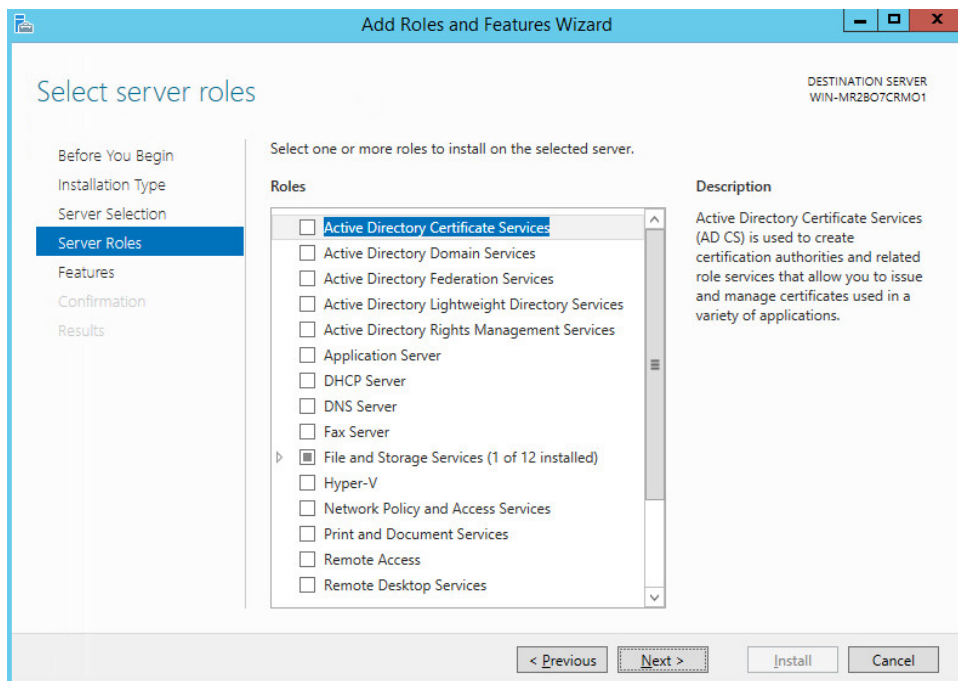 Add Roles and Features Wizard
Select server roles
DESTINATION SERVER
WIN-MR2BO7CRMO1
Before You Begin
Installation Type
Server Selection
Server Roles
Features
Confirmation
Results
Select one or more roles to install on the selected server.
Roles
Active Directory Certificate Services
Active Directory Domain Services
Active Directory Federation Services
Active Directory Lightweight Directory Services
Active Directory Rights Management Services
Application Server
DHCP Server
DNS Server
Fax Server
File and Storage Services (1 of 12 installed)
Hyper-V
Network Policy and Access Services
Print and Document Services
Remote Access
Remote Desktop Services
Description
Active Directory Certificate Services
(AD CS) is used to create
certification authorities and related
role services that allow you to issue
and manage certificates used in a
variety of applications.
< Previous
Next >
Install
Cancel